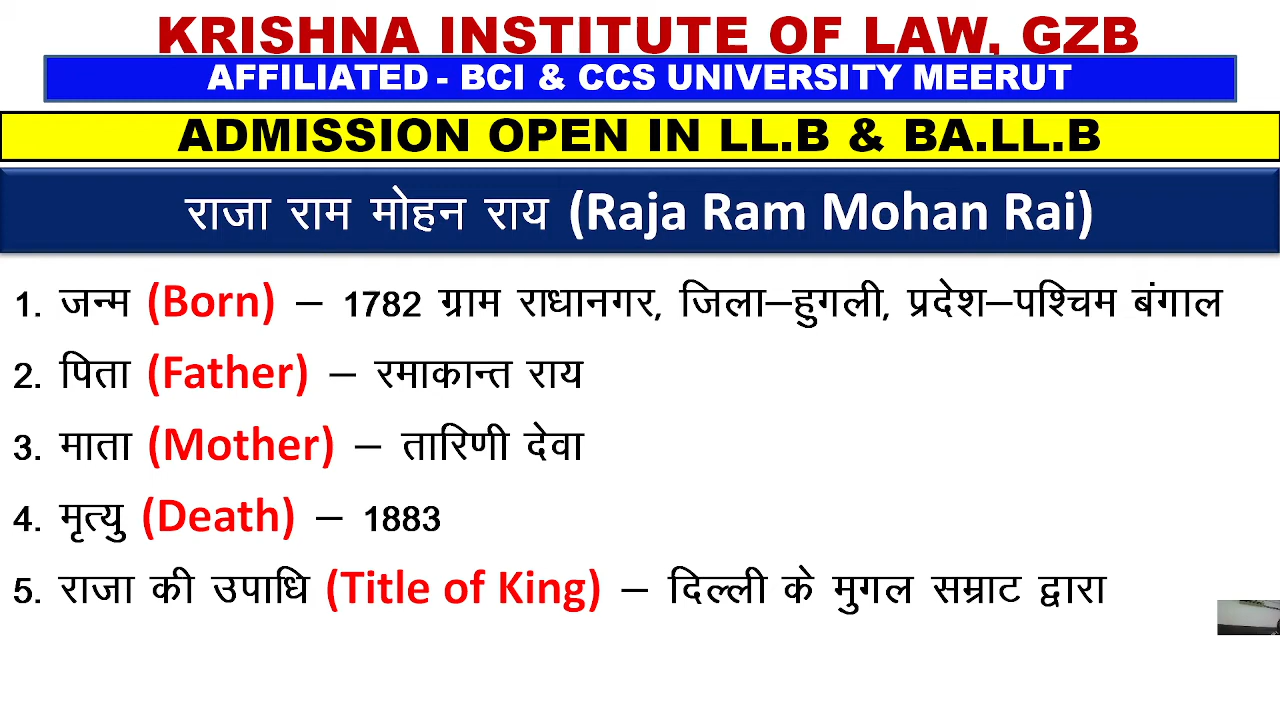 KRISHNA INSTITUTE OF LAW, GZB
AFFILIATED - BCI & CCS UNIVERSITY MEERUT
ADMISSION OPEN IN LL.B & BA.LL.B
राजा राम मोहन राय (Raja Ram Mohan Rai)
1. जन्म (Born) – 1782 ग्राम राधानगर, जिला–हुगली, प्रदेश–पश्चिम बंगाल
2. पिता (Father) – रमाकान्त राय
3. माता (Mother) – तारिणी देवा
4. मृत्यु (Death) – 1883
5. राजा की उपाधि (Title of King) – दिल्ली के मुगल सम्राट द्वारा